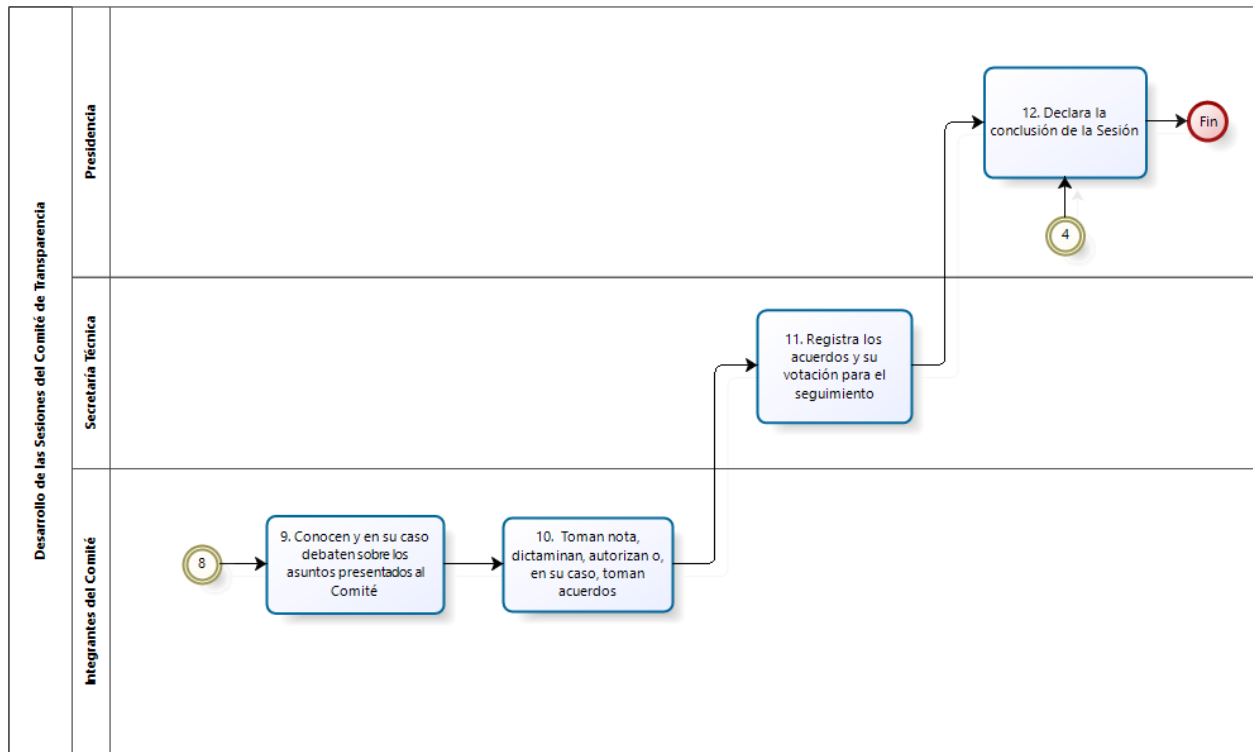 Desarrollo de las Sesiones del Comité de Transparencia
Presidencia
12. Declara la
conclusión de la Sesión
Fin
4
Secretaría Técnica
11. Registra los
acuerdos y su
votación para el
seguimiento
Integrantes del Comité
8
9. Conocen y en su caso
debaten sobre los
asuntos presentados al
Comité
10. Toman nota,
dictaminan, autorizan o,
en su caso, toman
acuerdos